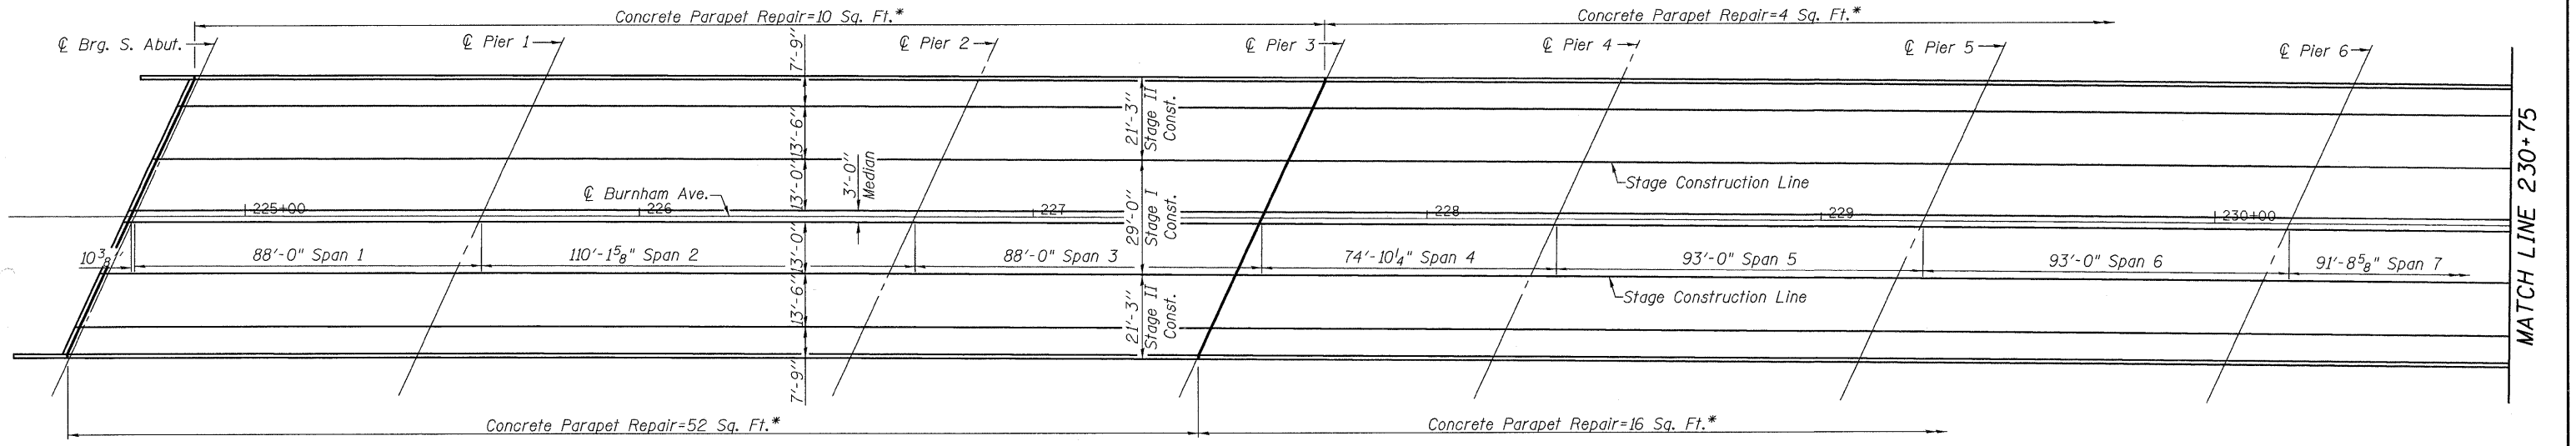 Concrete Parapet Repair=10 Sq. Ft.*
Concrete Parapet Repair=4 Sq. Ft.*
℄ Brg. S. Abut.
℄ Pier 1
℄ Pier 2
℄ Pier 3
℄ Pier 4
℄ Pier 5
℄ Pier 6
7'-9"
13'-6"
13'-0"
3'-0"
Median
21'-3"
Stage II
Const.
Stage Construction Line
℄ Burnham Ave.
225+00
226
227
228
229
230+00
29'-0"
Stage I
Const.
10⅜
88'-0" Span 1
110'-1⅝" Span 2
88'-0" Span 3
74'-10¼" Span 4
93'-0" Span 5
93'-0" Span 6
91'-8⅝" Span 7
13'-0"
13'-6"
7'-9"
21'-3"
Stage II
Const.
Stage Construction Line
MATCH LINE 230+75
Concrete Parapet Repair=52 Sq. Ft.*
Concrete Parapet Repair=16 Sq. Ft.*